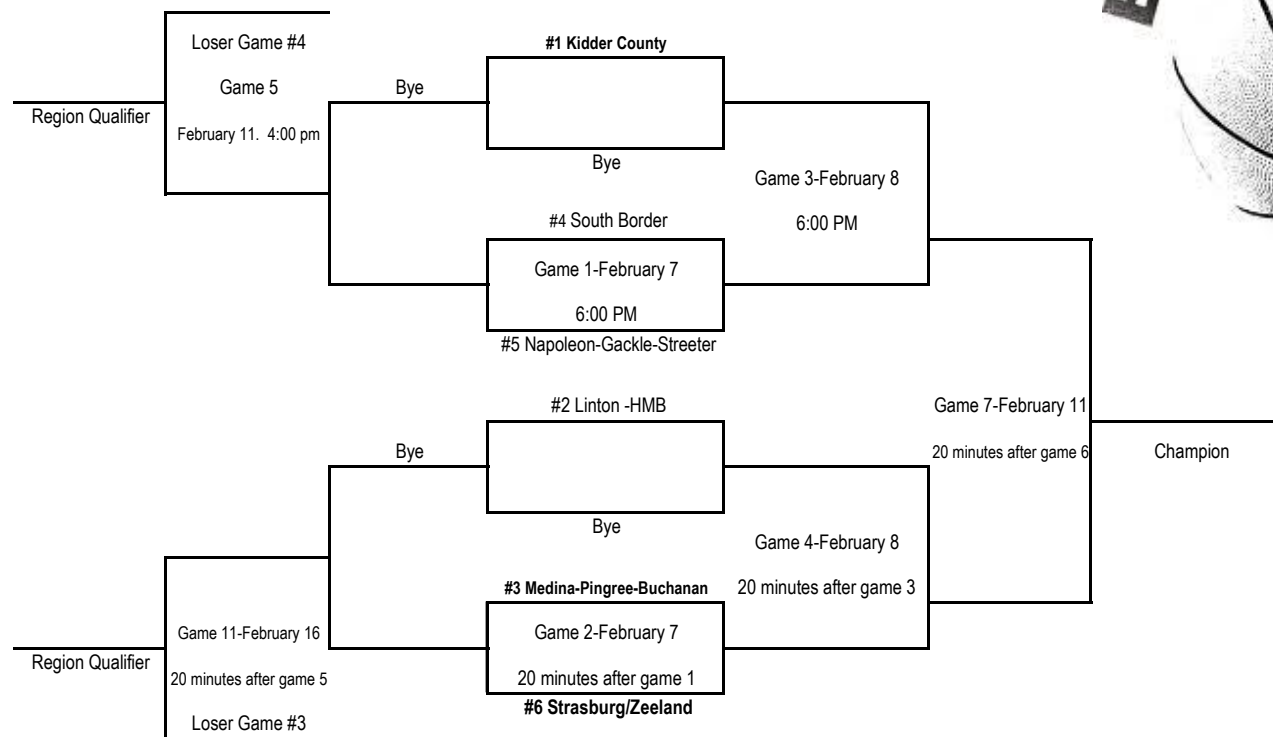 Loser Game #4
Game 5
February 11.  4:00 pm
Region Qualifier
Bye
#1 Kidder County
Bye
#4 South Border
Game 1-February 7
6:00 PM
#5 Napoleon-Gackle-Streeter
Game 3-February 8
6:00 PM
#2 Linton -HMB
Bye
Bye
#3 Medina-Pingree-Buchanan
Game 2-February 7
20 minutes after game 1
#6 Strasburg/Zeeland
Game 4-February 8
20 minutes after game 3
Game 7-February 11
20 minutes after game 6
Champion
Game 11-February 16
20 minutes after game 5
Loser Game #3
Region Qualifier